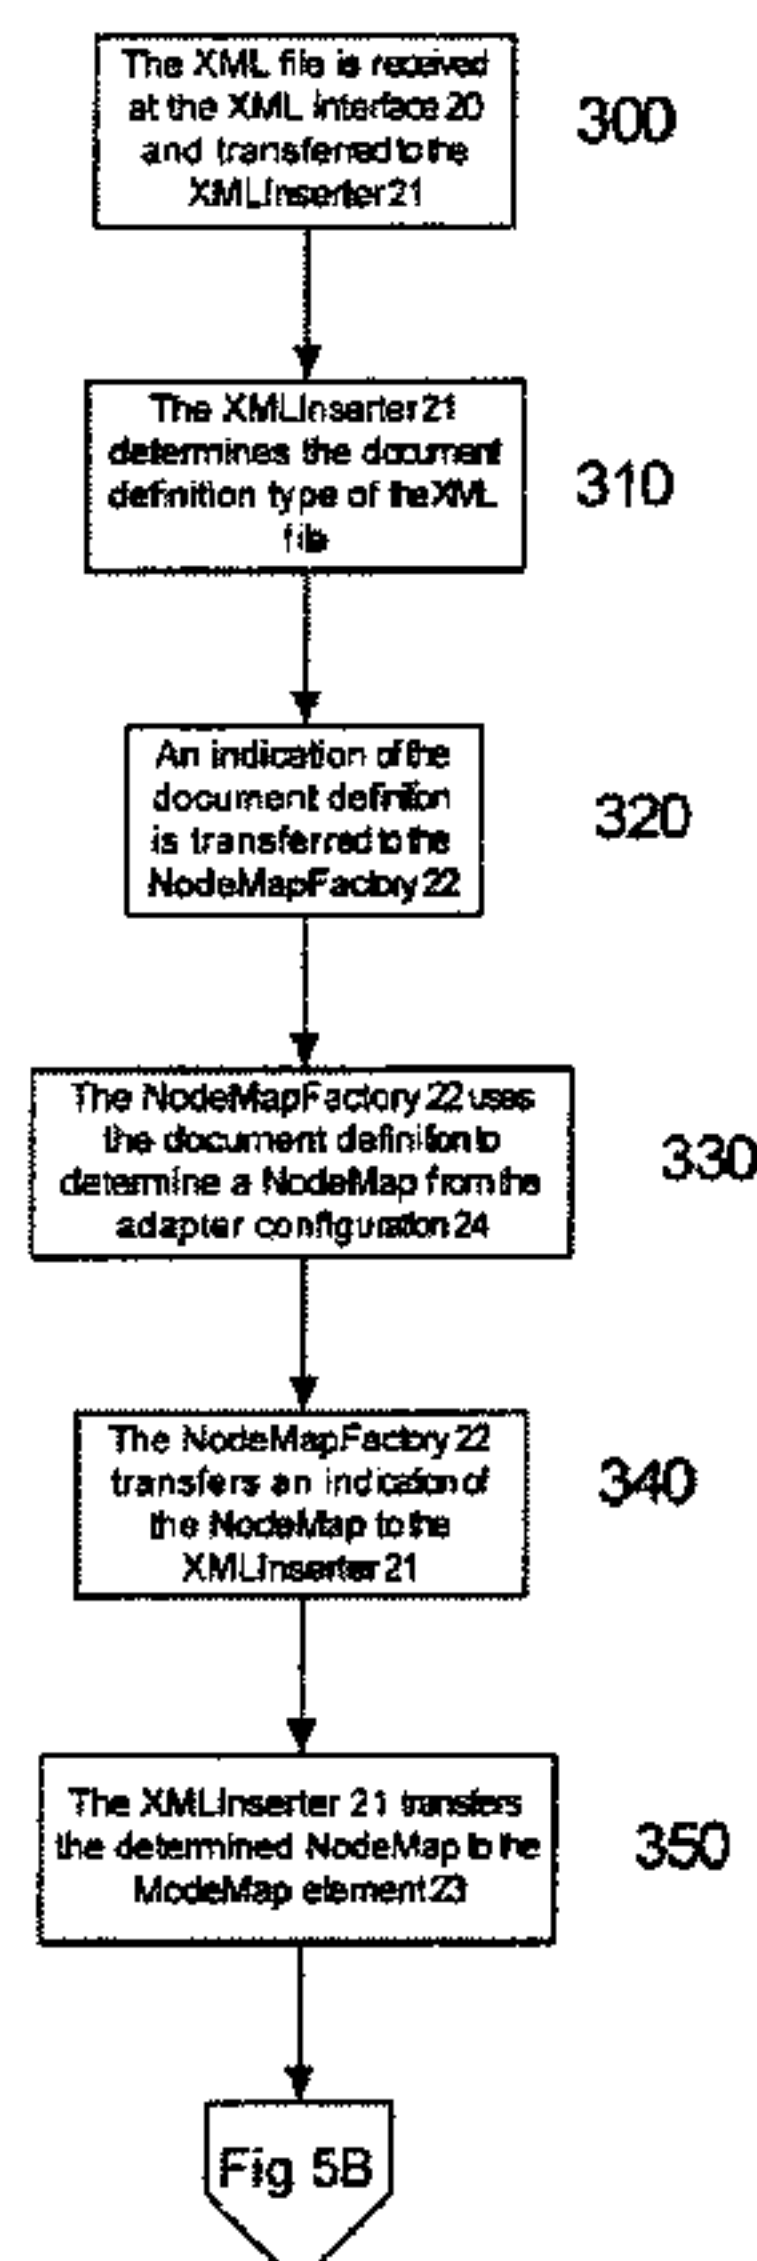 The XML file is received
at the XML interface 20
and transferred to the
XMLInserter 21
300
The XMLInserter 21
determines the document
definition type of the XML
file
310
An indication of the
document definition
is transferred to the
NodeMapFactory 22
320
The NodeMapFactory 22 uses
the document definition to
determine a NodeMap from the
adapter configuration 24
330
The NodeMapFactory 22
transfers an indication of
the NodeMap to the
XMLInserter 21
340
The XMLInserter 21 transfers
the determined NodeMap to the
ModeMap element 23
350
Fig 5B